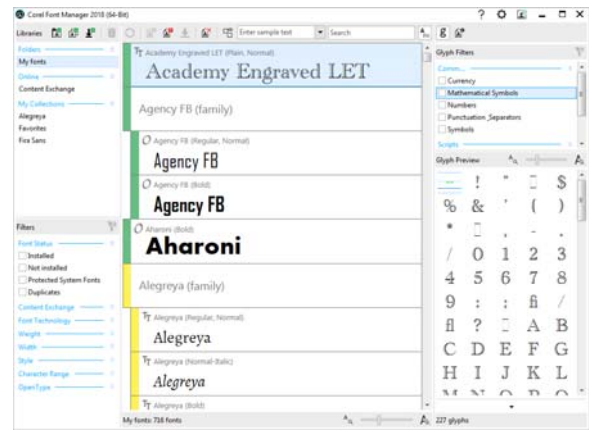 Corel Font Manager 2018 (64-Bit)
Libraries
Enter sample text
Search
Folders
My fonts
Online
Content Exchange
My Collections
Alegreya
Favorites
Fira Sans
Filters
Font Status
Installed
Not installed
Protected System Fonts
Duplicates
Content Exchange
Font Technology
Weight
Width
Style
Character Range
OpenType
Academy Engraved LET (Plain, Normal)
Academy Engraved LET
Agency FB (family)
Agency FB (Regular, Normal)
Agency FB
Agency FB (Bold)
Agency FB
Aharoni (Bold)
Aharoni
Alegreya (family)
Alegreya (Regular, Normal)
Alegreya
Alegreya (Normal-Italic)
Alegreya
Alegreya (Bold)
My fonts: 738 fonts
Glyph Filters
Currency
Mathematical Symbols
Numbers
Punctuation_Separators
Symbols
Scripts
Glyph Preview
! " $
% & ' ( )
* , - .
/ 0 1 2 3
4 5 6 7 8
9 : ; fi /
fl ? A B
C D E F G
H I J K L
M N O P Q
227 glyphs